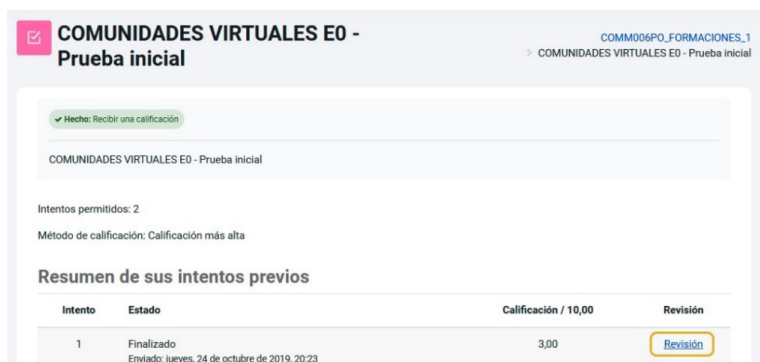 COMUNIDADES VIRTUALES E0 -
Prueba inicial
COMM006PO_FORMACIONES_1
> COMUNIDADES VIRTUALES E0 - Prueba inicial
✓ Hecho: Recibir una calificación
COMUNIDADES VIRTUALES E0 - Prueba inicial
Intentos permitidos: 2
Método de calificación: Calificación más alta
Resumen de sus intentos previos
Intento Estado Calificación / 10,00 Revisión
1 Finalizado 3,00 Revisión
Enviado: jueves, 24 de octubre de 2019, 20:23